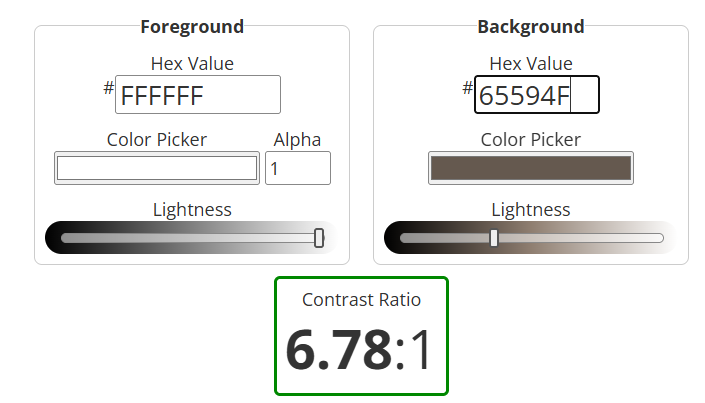 Foreground
Hex Value
#FFFFFF
Color Picker Alpha
1
Lightness
Background
Hex Value
#65594F
Color Picker
Lightness
Contrast Ratio
6.78:1